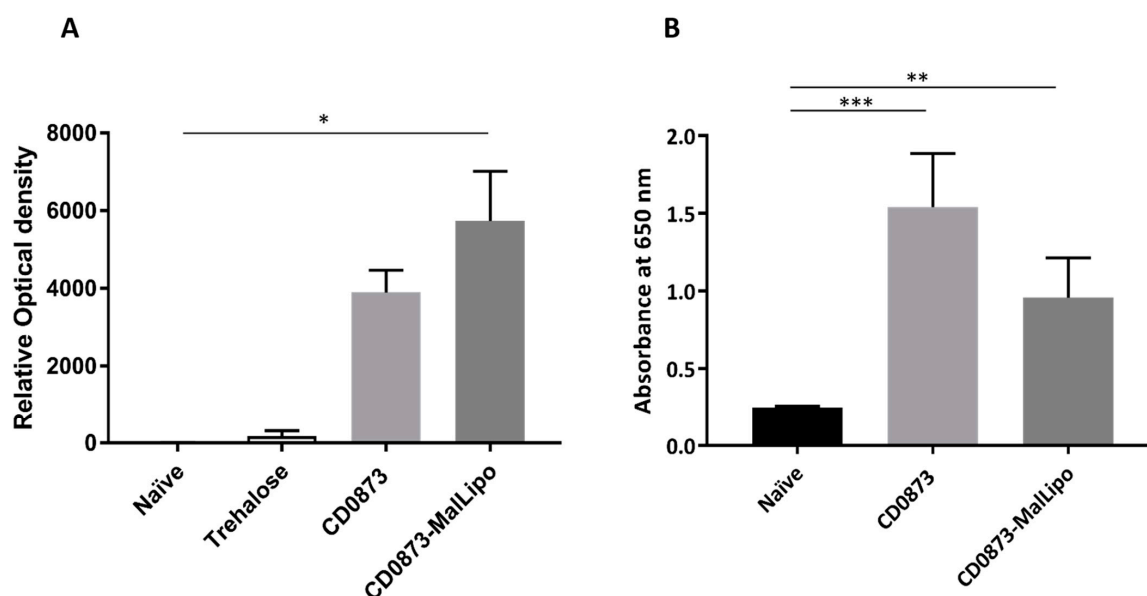 A
*
Relative Optical density
8000
6000
4000
2000
0
Naïve
Trehalose
CD0873
CD0873-MalLipo
B
**
***
Absorbance at 650 nm
2.0
1.5
1.0
0.5
0.0
Naïve
CD0873
CD0873-MalLipo